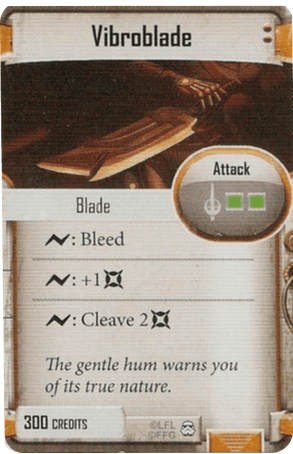 Vibroblade
Attack
Blade
: Bleed
: +1
: Cleave 2
The gentle hum warns you
of its true nature.
300 CREDITS
©LFL
©FFG